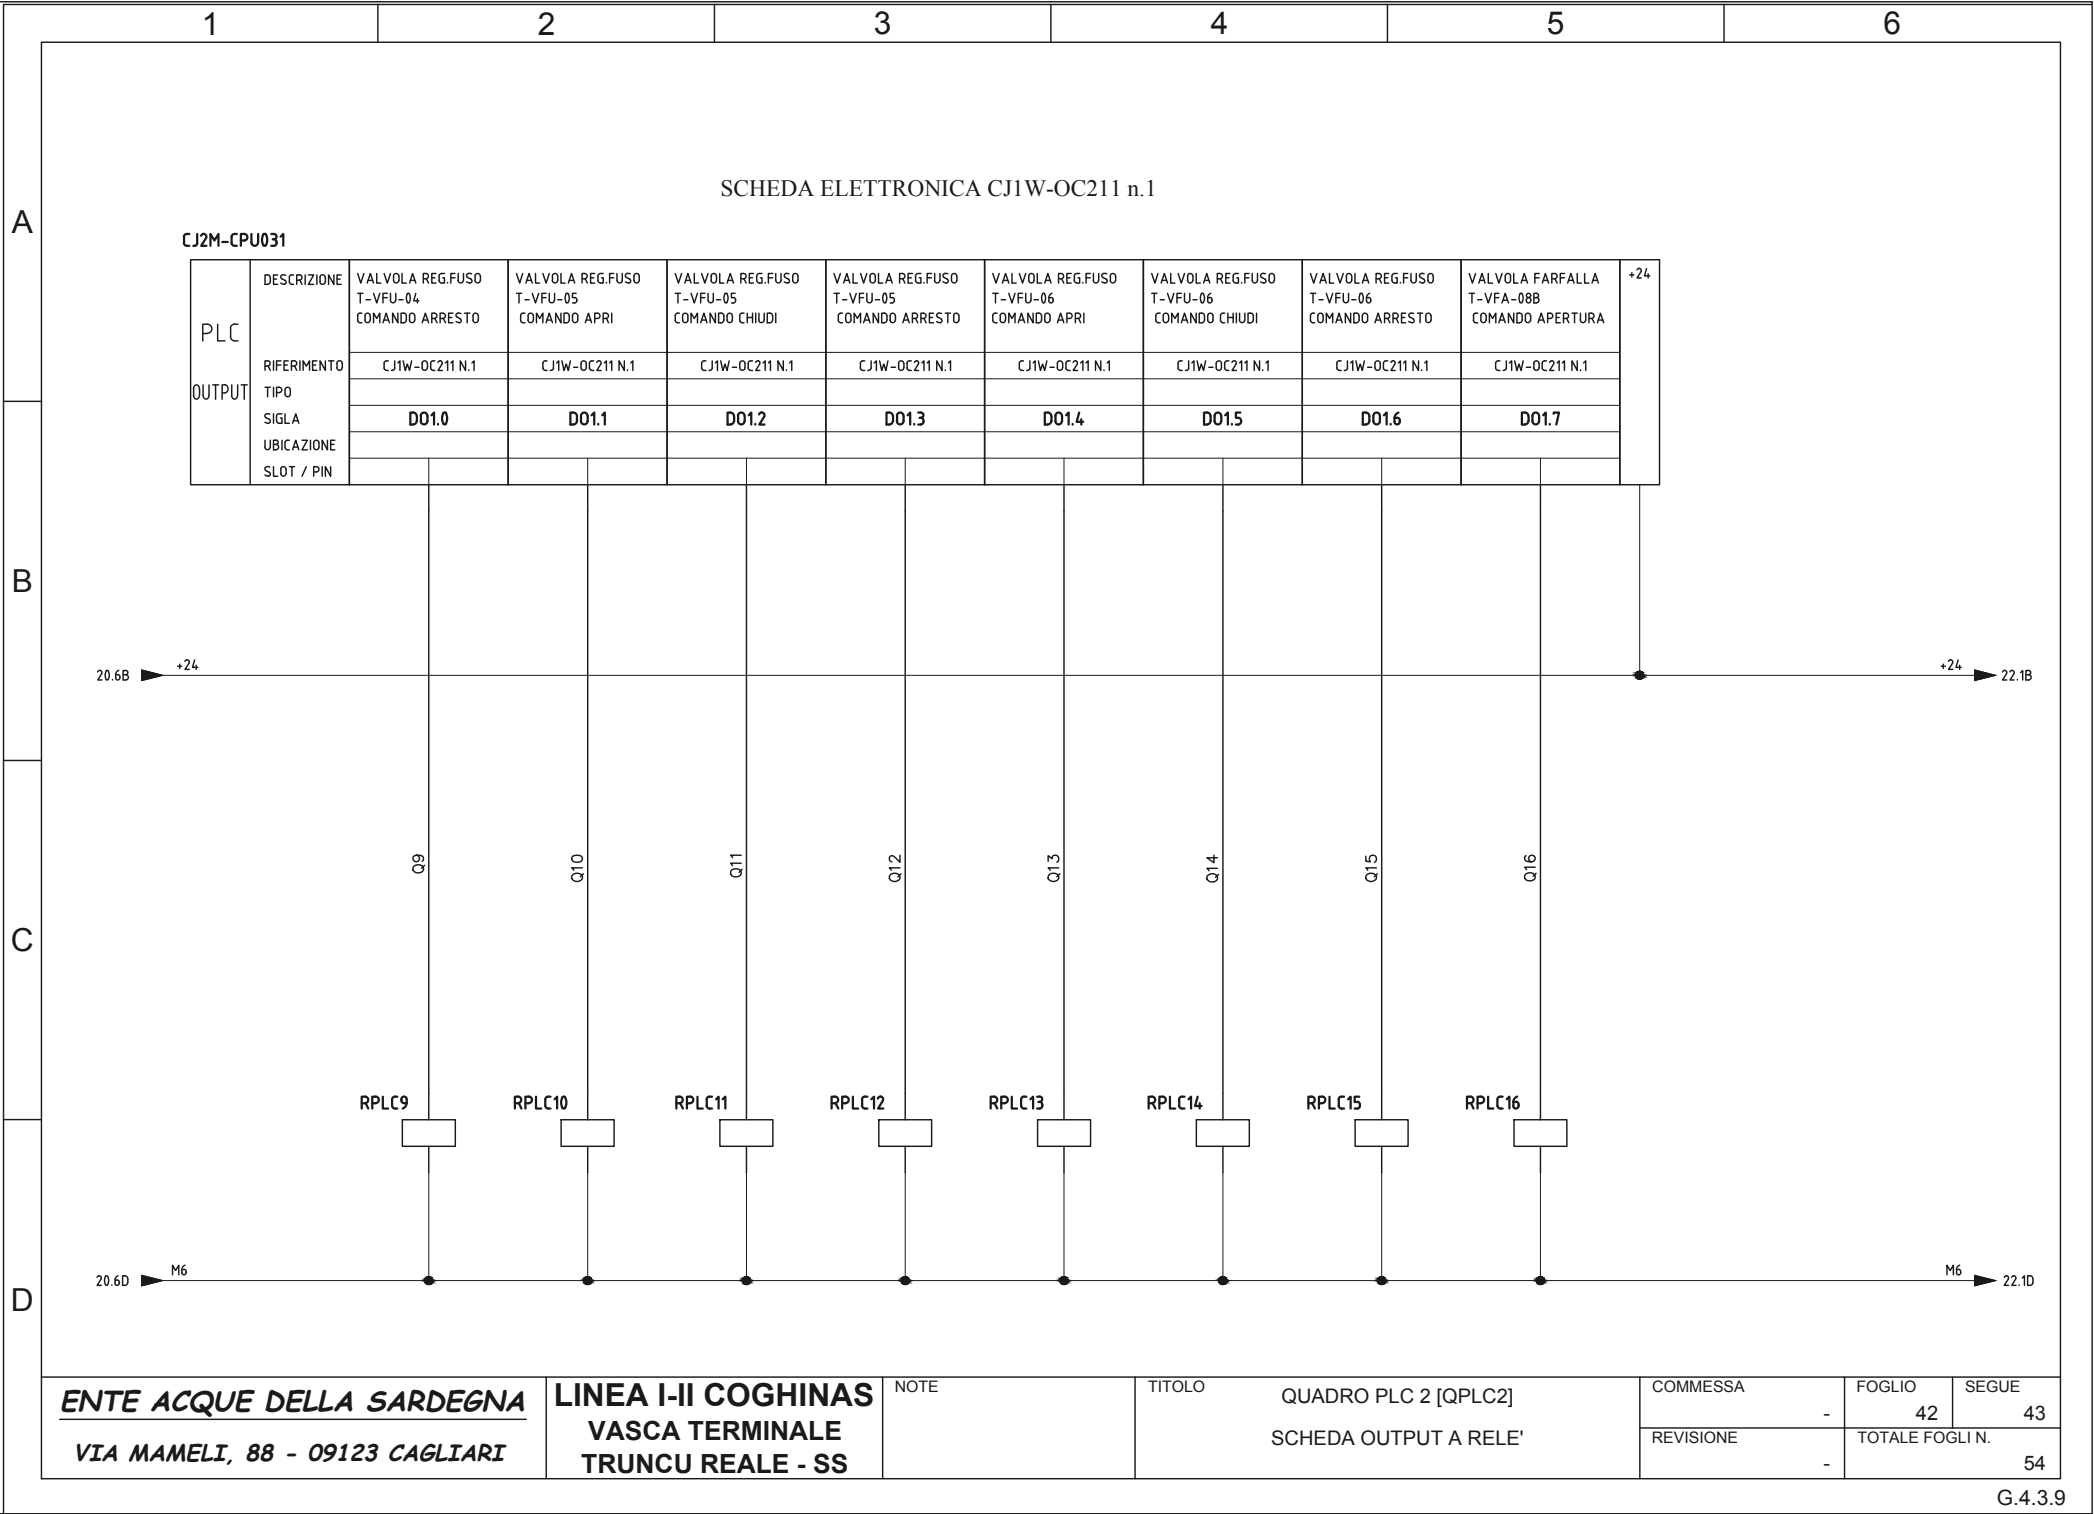 1 2 3 4 5 6
SCHEDA ELETTRONICA CJ1W-OC211 n.1
A
CJ2M-CPU031
PLC
OUTPUT
DESCRIZIONE
VALVOLA REG.FUSO
T-VFU-04
COMANDO ARRESTO
VALVOLA REG.FUSO
T-VFU-05
COMANDO APRI
VALVOLA REG.FUSO
T-VFU-05
COMANDO CHIUDI
VALVOLA REG.FUSO
T-VFU-05
COMANDO ARRESTO
VALVOLA REG.FUSO
T-VFU-06
COMANDO APRI
VALVOLA REG.FUSO
T-VFU-06
COMANDO CHIUDI
VALVOLA REG.FUSO
T-VFU-06
COMANDO ARRESTO
VALVOLA FARFALLA
T-VFA-08B
COMANDO APERTURA
+24
RIFERIMENTO CJ1W-OC211 N.1 CJ1W-OC211 N.1 CJ1W-OC211 N.1 CJ1W-OC211 N.1 CJ1W-OC211 N.1 CJ1W-OC211 N.1 CJ1W-OC211 N.1 CJ1W-OC211 N.1
TIPO
SIGLA DO1.0 DO1.1 DO1.2 DO1.3 DO1.4 DO1.5 DO1.6 DO1.7
UBICAZIONE
SLOT / PIN
B
20.6B +24 +24 22.1B
Q9 Q10 Q11 Q12 Q13 Q14 Q15 Q16
C
RPLC9 RPLC10 RPLC11 RPLC12 RPLC13 RPLC14 RPLC15 RPLC16
20.6D M6 M6 22.1D
D
ENTE ACQUE DELLA SARDEGNA
VIA MAMELI, 88 - 09123 CAGLIARI
LINEA I-II COGHINAS
VASCA TERMINALE
TRUNCU REALE - SS
NOTE
TITOLO
QUADRO PLC 2 [QPLC2]
SCHEDA OUTPUT A RELE'
COMMESSA
-
REVISIONE
-
FOGLIO
42
SEGUE
43
TOTALE FOGLI N.
54
G.4.3.9